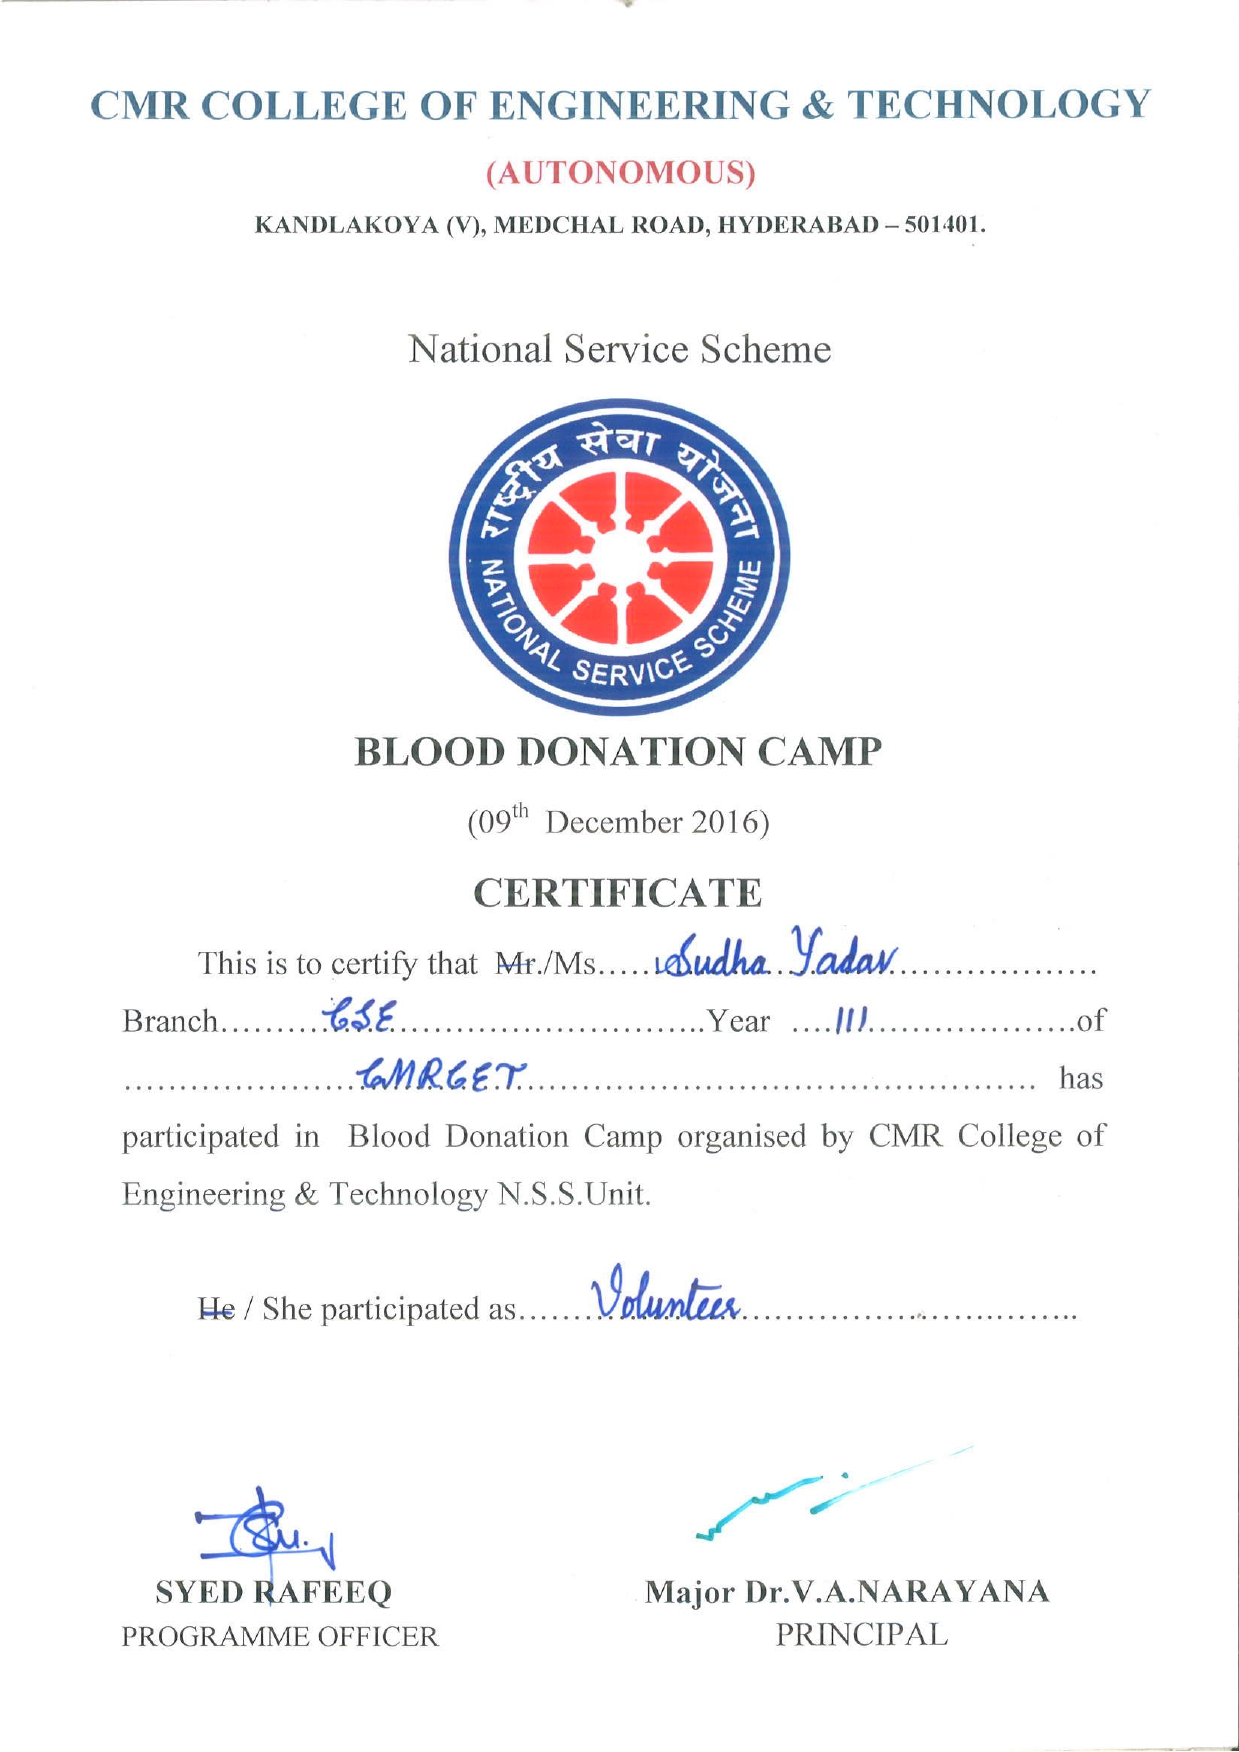 CMR COLLEGE OF ENGINEERING & TECHNOLOGY
(AUTONOMOUS)
KANDLAKOYA (V), MEDCHAL ROAD, HYDERABAD – 501401.
National Service Scheme
राष्ट्रीय सेवा योजना
NATIONAL SERVICE SCHEME
BLOOD DONATION CAMP
(09th December 2016)
CERTIFICATE
This is to certify that Mr./Ms.....Sudha Yadav..................
Branch.........CSE............................Year ....III...................of
.....................CMRCET.............................................. has
participated in Blood Donation Camp organised by CMR College of
Engineering & Technology N.S.S.Unit.
He / She participated as......Volunteer..............................
SYED RAFEEQ
PROGRAMME OFFICER
Major Dr.V.A.NARAYANA
PRINCIPAL